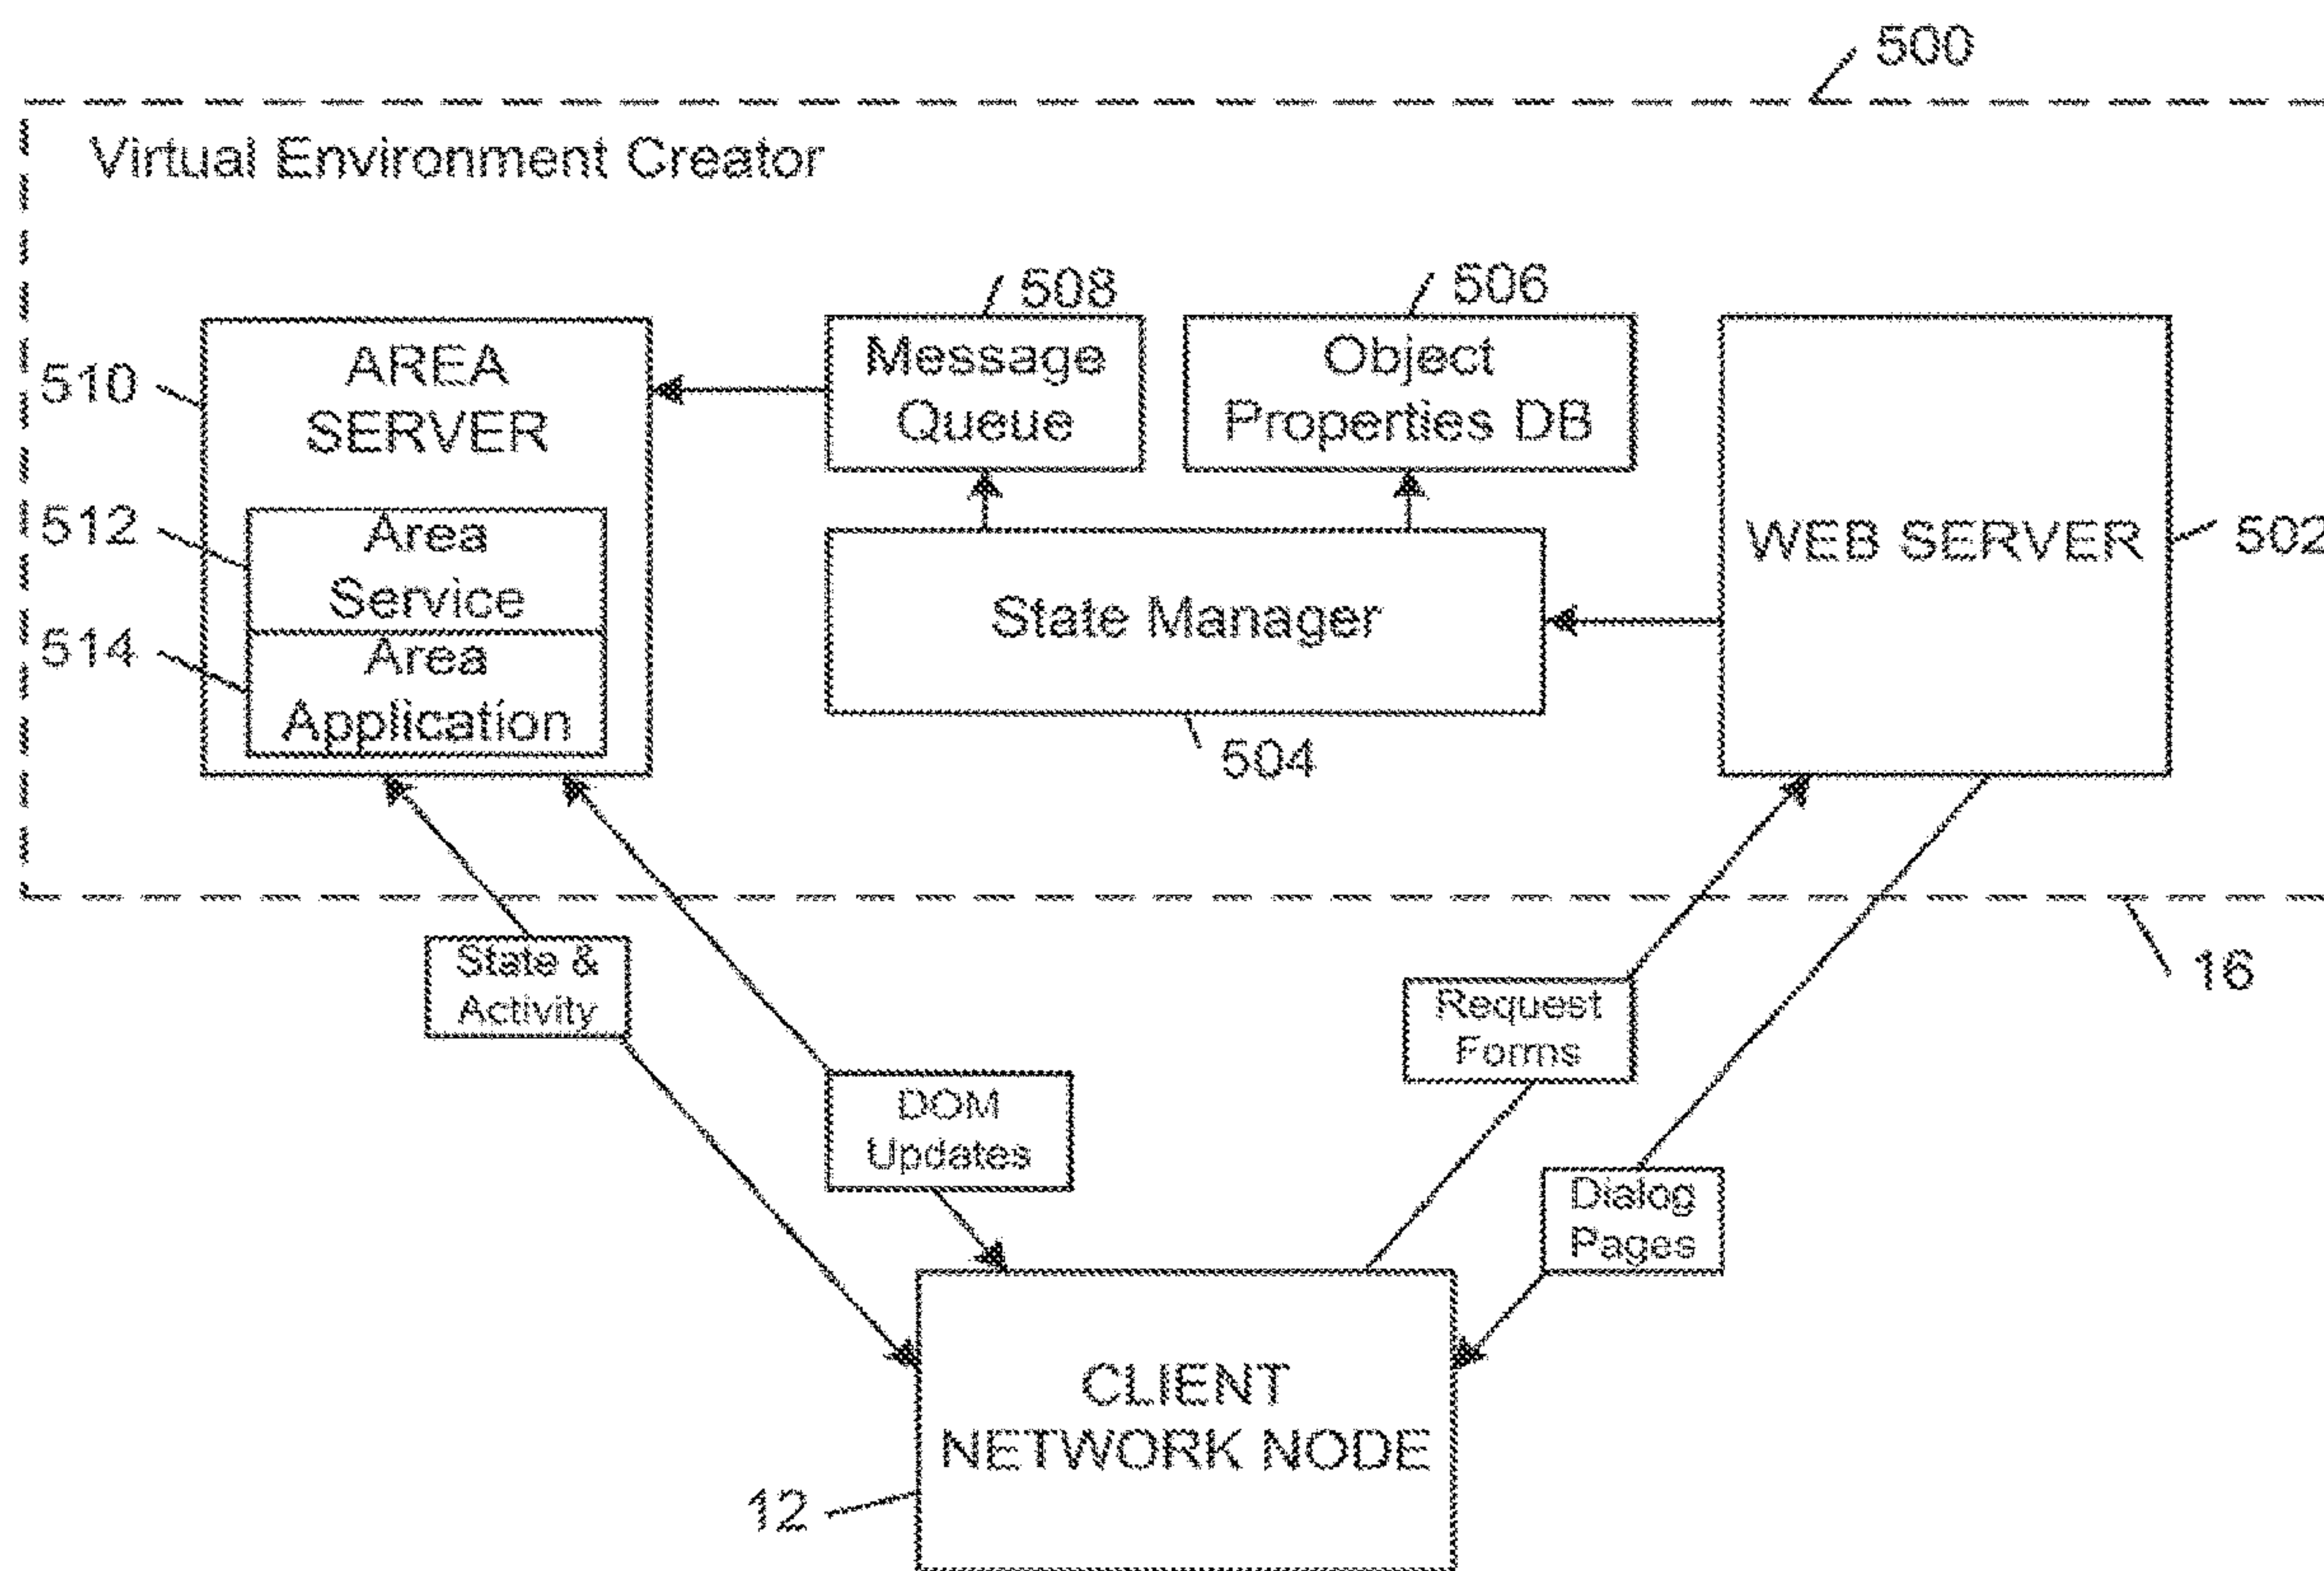 500
Virtual Environment Creator
508
506
510
AREA
SERVER
Message
Queue
Object
Properties DB
512
Area
Service
WEB SERVER
502
State Manager
514
Area
Application
504
State &
Activity
Request
Forms
16
DOM
Updates
Dialog
Pages
CLIENT
NETWORK NODE
12